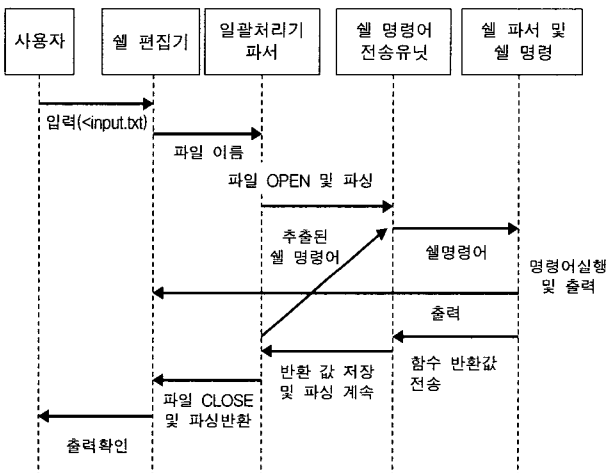 사용자
쉘 편집기
일괄처리기
파서
쉘 명령어
전송유닛
쉘 파서 및
쉘 명령
입력(<input.txt)
파일 이름
파일 OPEN 및 파싱
추출된
쉘 명령어
쉘명령어
명령어실행
및 출력
출력
함수 반환값
전송
반환 값 저장
및 파싱 계속
파일 CLOSE
및 파싱반환
출력확인